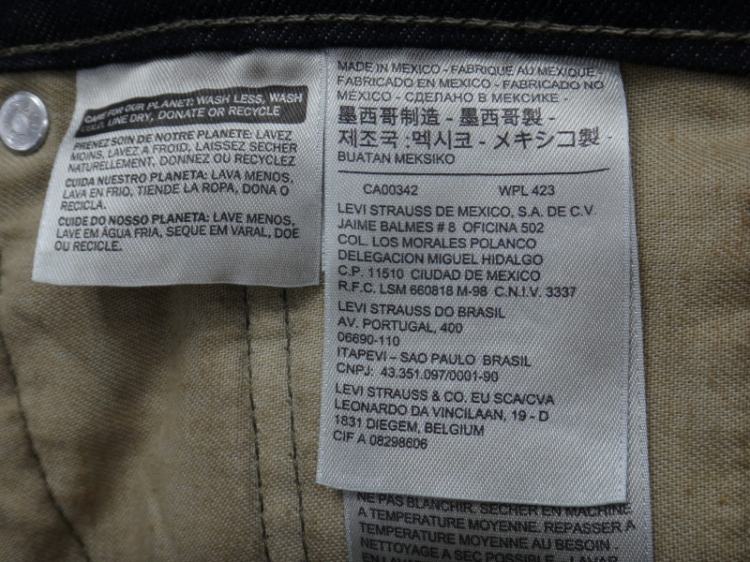 CARE FOR OUR PLANET: WASH LESS, WASH
COLD, LINE DRY, DONATE OR RECYCLE
PRENEZ SOIN DE NOTRE PLANETE: LAVEZ
MOINS, LAVEZ A FROID, LAISSEZ SECHER
NATURELLEMENT, DONNEZ OU RECYCLEZ
CUIDA NUESTRO PLANETA: LAVA MENOS,
LAVA EN FRIO, TIENDE LA ROPA, DONA O
RECICLA.
CUIDE DO NOSSO PLANETA: LAVE MENOS,
LAVE EM ÁGUA FRIA, SEQUE EM VARAL, DOE
OU RECICLE.
MADE IN MEXICO - FABRIQUE AU MEXIQUE-
FABRICADO EN MEXICO - FABRICADO NO
MÉXICO - СДЕЛАНО В МЕКСИКЕ -
墨西哥制造 - 墨西哥製 -
제조국 :멕시코 - メキシコ製 -
BUATAN MEKSIKO
CA00342 WPL 423
LEVI STRAUSS DE MEXICO, S.A. DE C.V.
JAIME BALMES # 8 OFICINA 502
COL. LOS MORALES POLANCO
DELEGACION MIGUEL HIDALGO
C.P. 11510 CIUDAD DE MEXICO
R.F.C. LSM 660818 M-98 C.N.I.V. 3337
LEVI STRAUSS DO BRASIL
AV. PORTUGAL, 400
06690-110
ITAPEVI – SAO PAULO BRASIL
CNPJ: 43.351.097/0001-90
LEVI STRAUSS & CO. EU SCA/CVA
LEONARDO DA VINCILAAN, 19 - D
1831 DIEGEM, BELGIUM
CIF A 08298606
NE PAS BLANCHIR. SECHER EN MACHINE
A TEMPERATURE MOYENNE. REPASSER A
TEMPERATURE MOYENNE AU BESOIN -
NETTOYAGE A SEC POSSIBLE - LAVAR